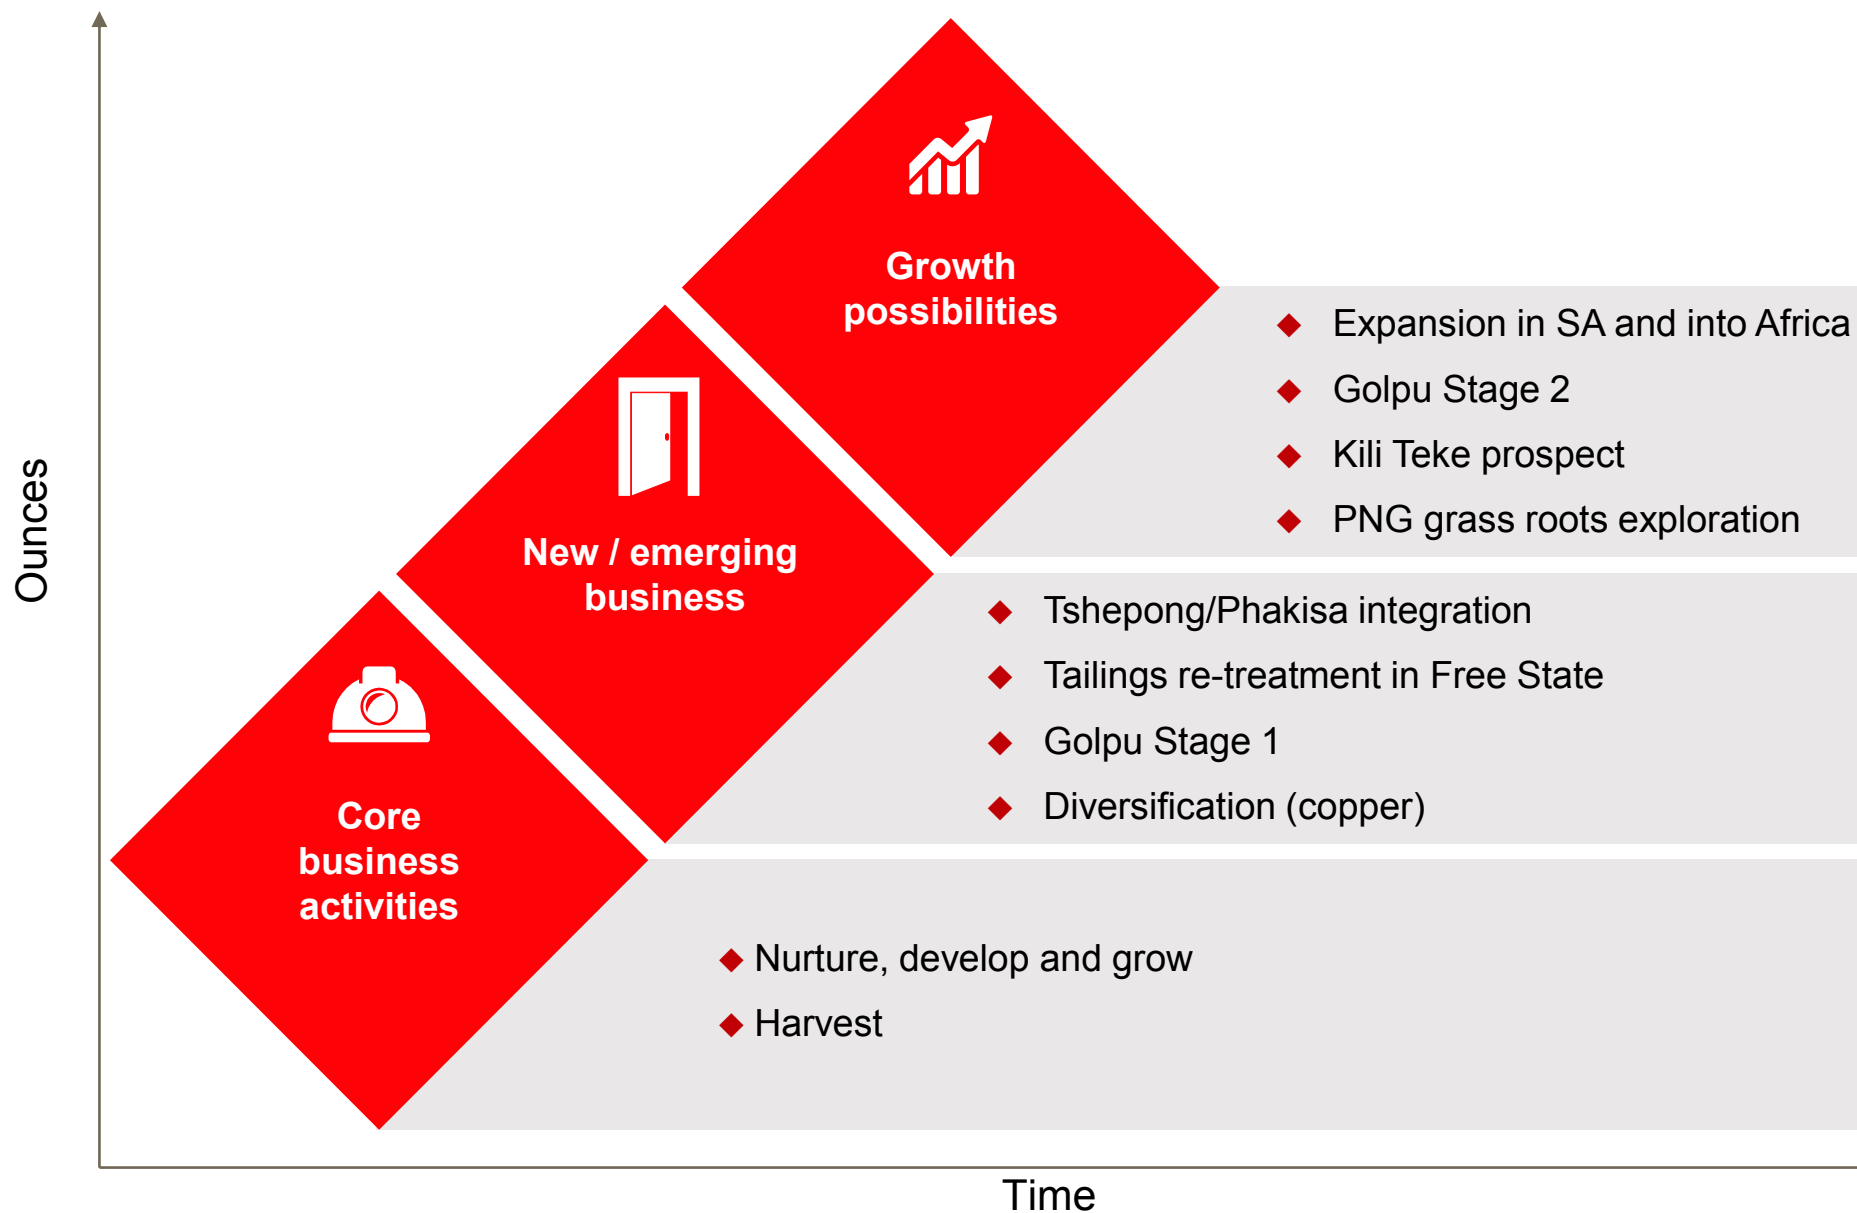 Growth
possibilities
Expansion in SA and into Africa
Golpu Stage 2
Kili Teke prospect
PNG grass roots exploration
Ounces
New / emerging
business
Tshepong/Phakisa integration
Tailings re-treatment in Free State
Golpu Stage 1
Diversification (copper)
Core
business
activities
Nurture, develop and grow
Harvest
Time